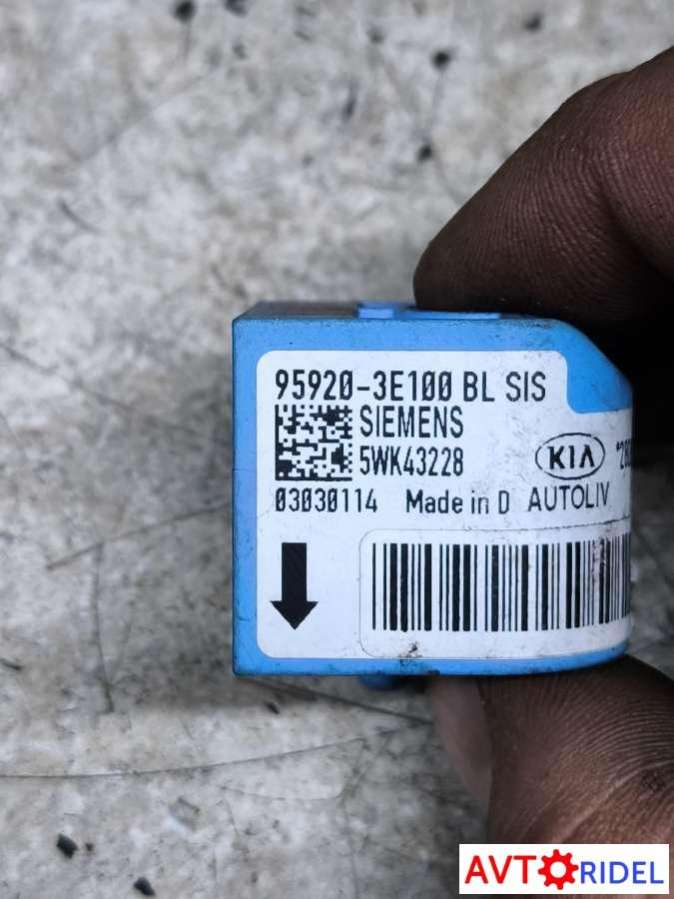 95920-3E100 BL SIS
SIEMENS
5WK43228
KIA
03030114 Made in D AUTOLIV
AVTORIDEL